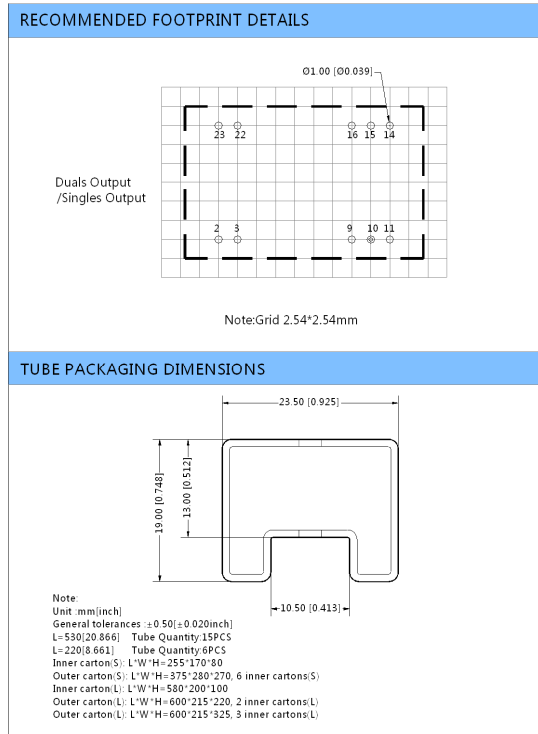 RECOMMENDED FOOTPRINT DETAILS
Ø1.00 [Ø0.039]
23 22 16 15 14
Duals Output
/Singles Output
2 3 9 10 11
Note:Grid 2.54*2.54mm
TUBE PACKAGING DIMENSIONS
23.50 [0.925]
19.00 [0.748]
13.00 [0.512]
10.50 [0.413]
Note:
Unit :mm[inch]
General tolerances :±0.50[±0.020inch]
L=530[20.866] Tube Quantity:15PCS
L=220[8.661] Tube Quantity:6PCS
Inner carton(S): L*W*H=255*170*80
Outer carton(S): L*W*H=375*280*270, 6 inner cartons(S)
Inner carton(L): L*W*H=580*200*100
Outer carton(L): L*W*H=600*215*220, 2 inner cartons(L)
Outer carton(L): L*W*H=600*215*325, 3 inner cartons(L)